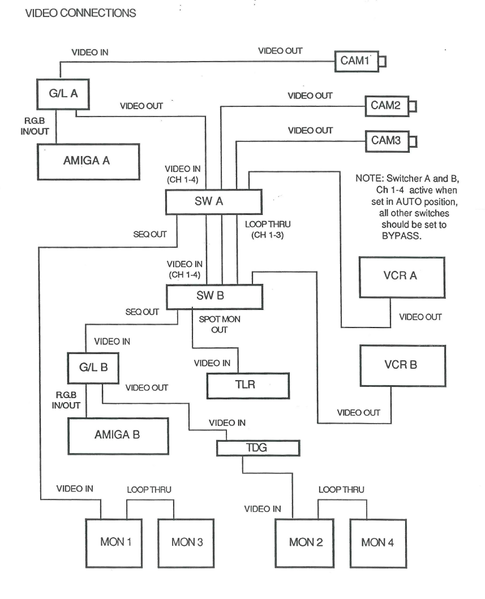 VIDEO CONNECTIONS
VIDEO IN
VIDEO OUT
CAM1
G/L A
VIDEO OUT
VIDEO OUT
CAM2
R.G.B
IN/OUT
VIDEO OUT
CAM3
AMIGA A
VIDEO IN
(CH 1-4)
NOTE: Switcher A and B,
Ch 1-4 active when
set in AUTO position,
all other switches
should be set to
BYPASS.
SW A
SEQ OUT
LOOP THRU
(CH 1-3)
VIDEO IN
(CH 1-4)
VCR A
SW B
SEQ OUT
SPOT MON
OUT
VIDEO OUT
VIDEO IN
G/L B
VIDEO IN
VCR B
VIDEO OUT
TLR
R.G.B
IN/OUT
VIDEO OUT
VIDEO IN
AMIGA B
TDG
VIDEO IN
LOOP THRU
LOOP THRU
VIDEO IN
MON 1
MON 3
MON 2
MON 4